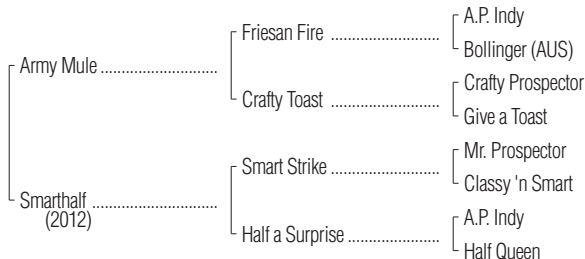 A.P. Indy
Friesan Fire ..............................
Bollinger (AUS)
Army Mule .........................
Crafty Prospector
Crafty Toast ..............................
Give a Toast
Mr. Prospector
Smart Strike ..............................
Classy 'n Smart
Smarthalf ...........................
(2012)
A.P. Indy
Half a Surprise .........................
Half Queen